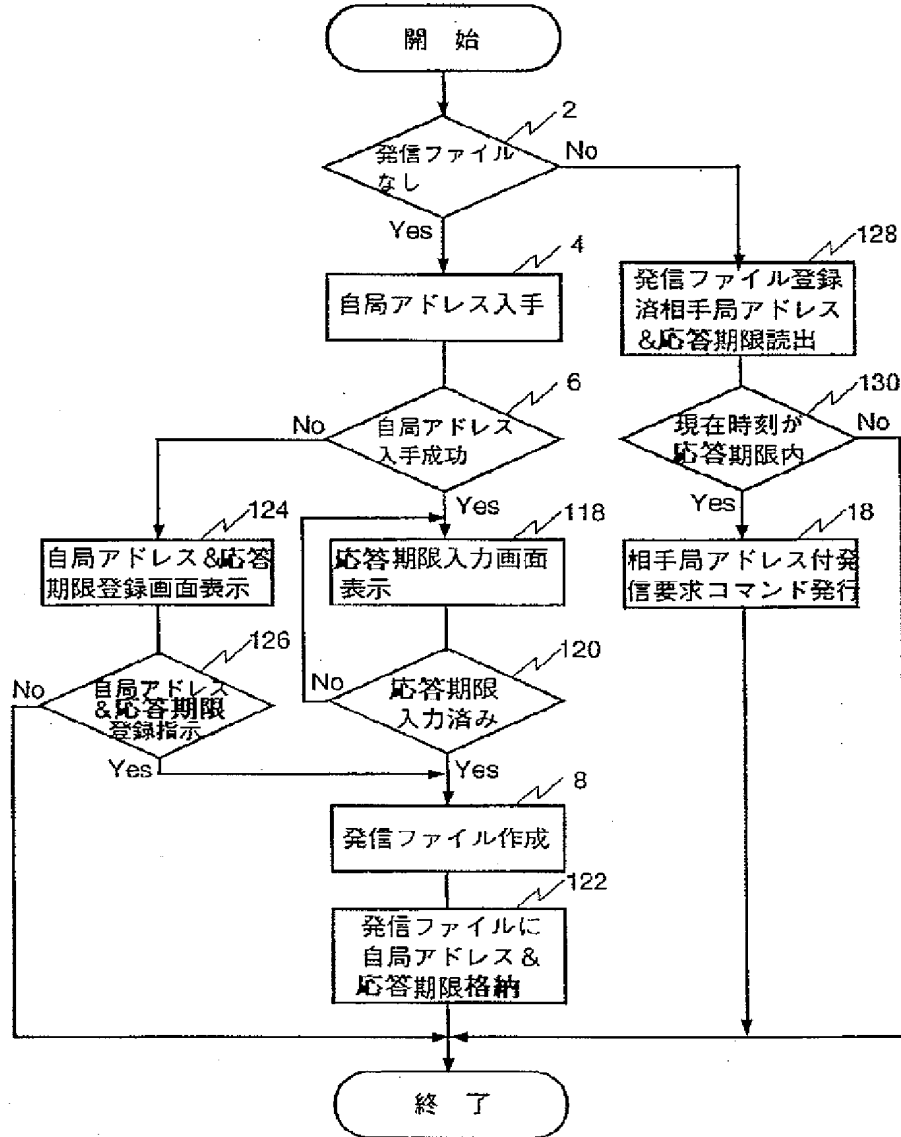 開 始
2
発信ファイル
なし
No
Yes
4
自局アドレス入手
128
発信ファイル登録
済相手局アドレス
&応答期限読出
6
自局アドレス
入手成功
No
Yes
130
現在時刻が
応答期限内
No
Yes
124
自局アドレス&応答
期限登録画面表示
118
応答期限入力画面
表示
18
相手局アドレス付発
信要求コマンド発行
126
自局アドレス
&応答期限
登録指示
No
Yes
120
応答期限
入力済み
No
Yes
8
発信ファイル作成
122
発信ファイルに
自局アドレス&
応答期限格納
終 了